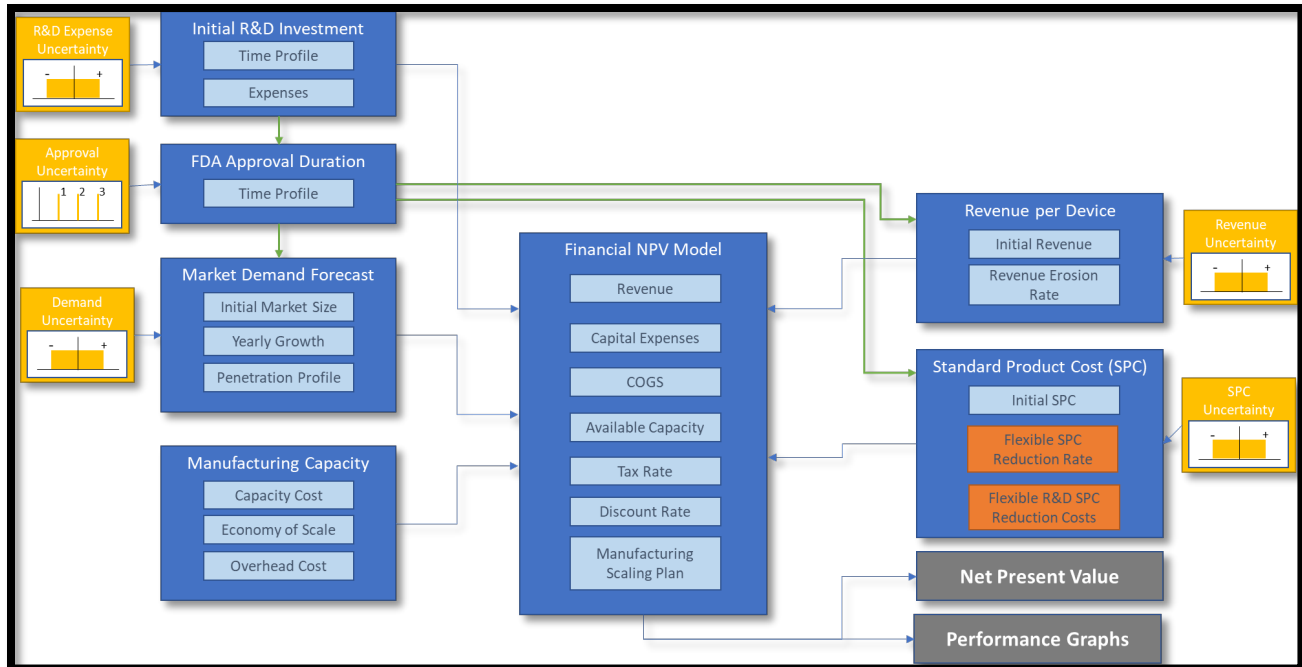 R&D Expense
Uncertainty
-
+
Initial R&D Investment
Time Profile
Expenses
Approval
Uncertainty
1
2
3
FDA Approval Duration
Time Profile
Demand
Uncertainty
-
+
Market Demand Forecast
Initial Market Size
Yearly Growth
Penetration Profile
Manufacturing Capacity
Capacity Cost
Economy of Scale
Overhead Cost
Financial NPV Model
Revenue
Capital Expenses
COGS
Available Capacity
Tax Rate
Discount Rate
Manufacturing
Scaling Plan
Revenue per Device
Initial Revenue
Revenue Erosion
Rate
Revenue
Uncertainty
-
+
Standard Product Cost (SPC)
Initial SPC
Flexible SPC
Reduction Rate
Flexible R&D SPC
Reduction Costs
SPC
Uncertainty
-
+
Net Present Value
Performance Graphs